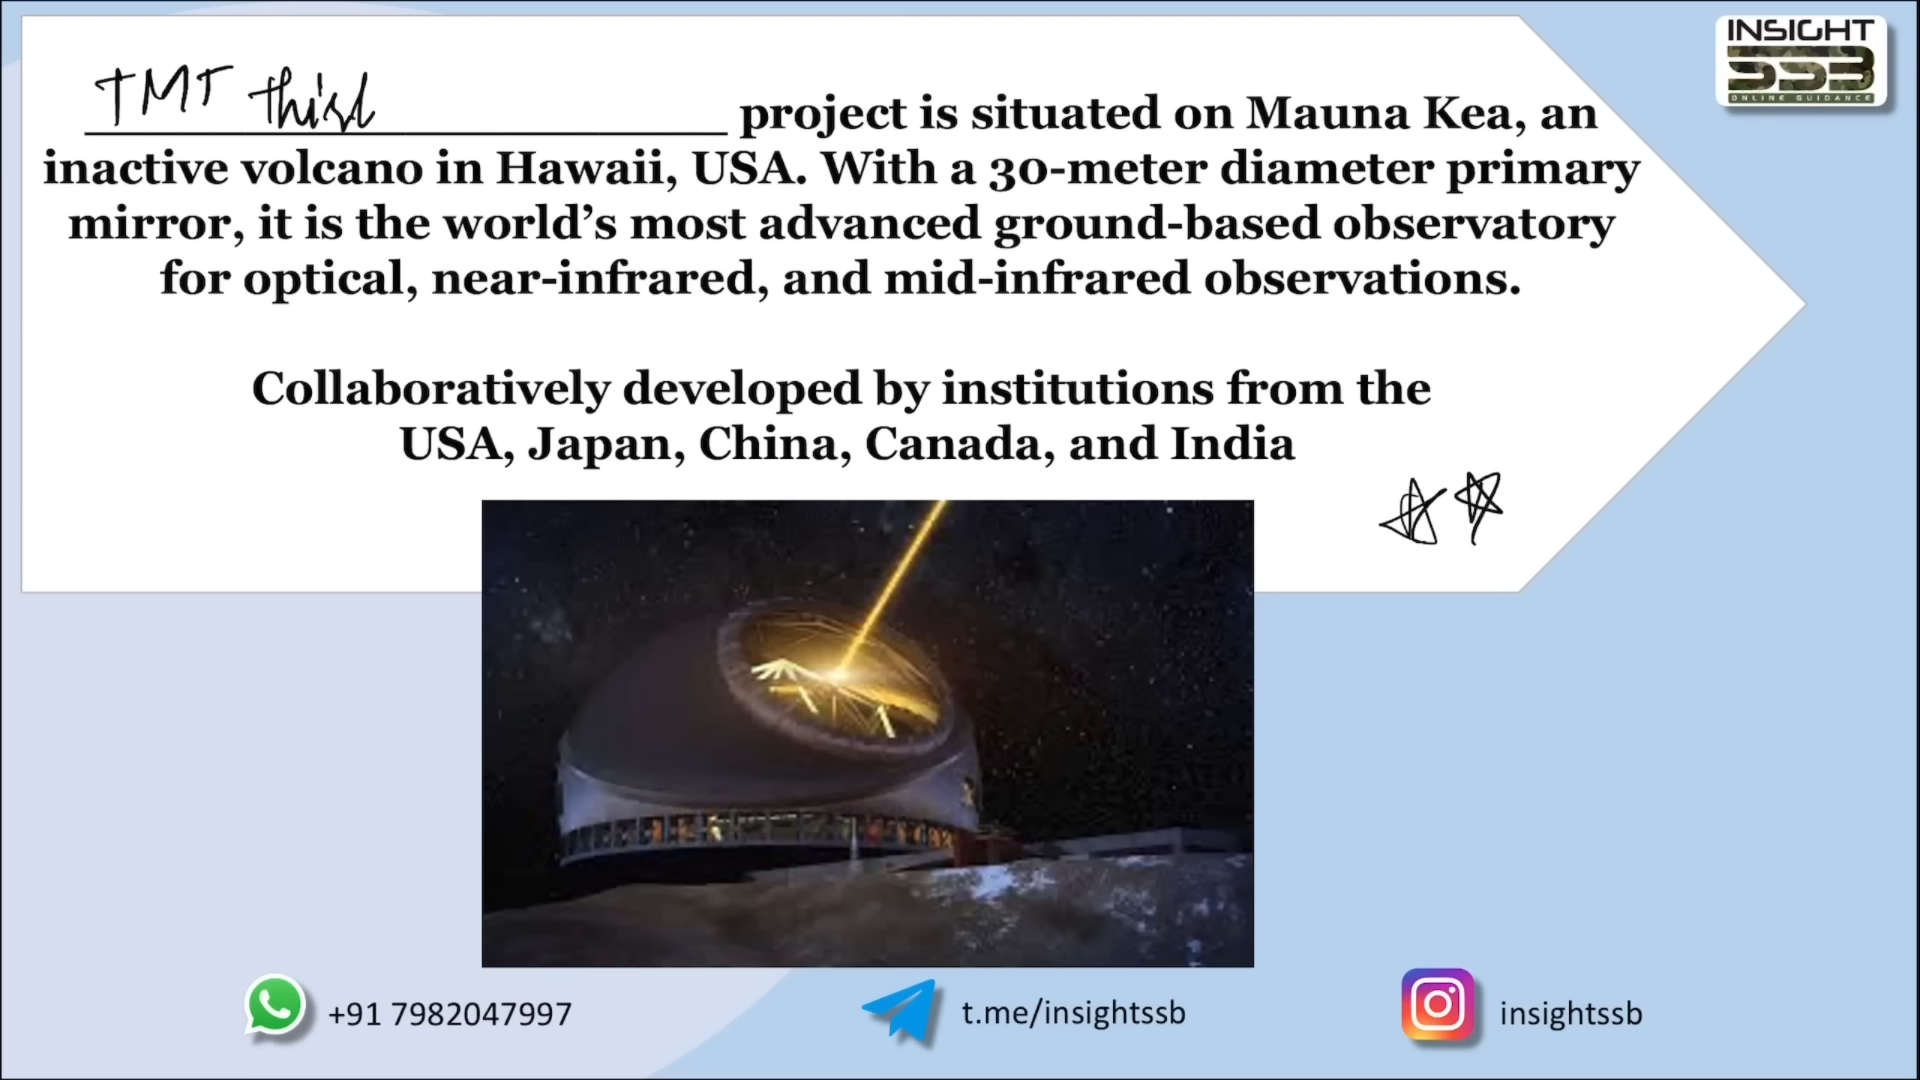 INSIGHT
SSB
ONLINE GUIDANCE
TMT
project is situated on Mauna Kea, an
inactive volcano in Hawaii, USA. With a 30-meter diameter primary
mirror, it is the world's most advanced ground-based observatory
for optical, near-infrared, and mid-infrared observations.
Collaboratively developed by institutions from the
USA, Japan, China, Canada, and India
+91 7982047997
t.me/insightssb
insightssb